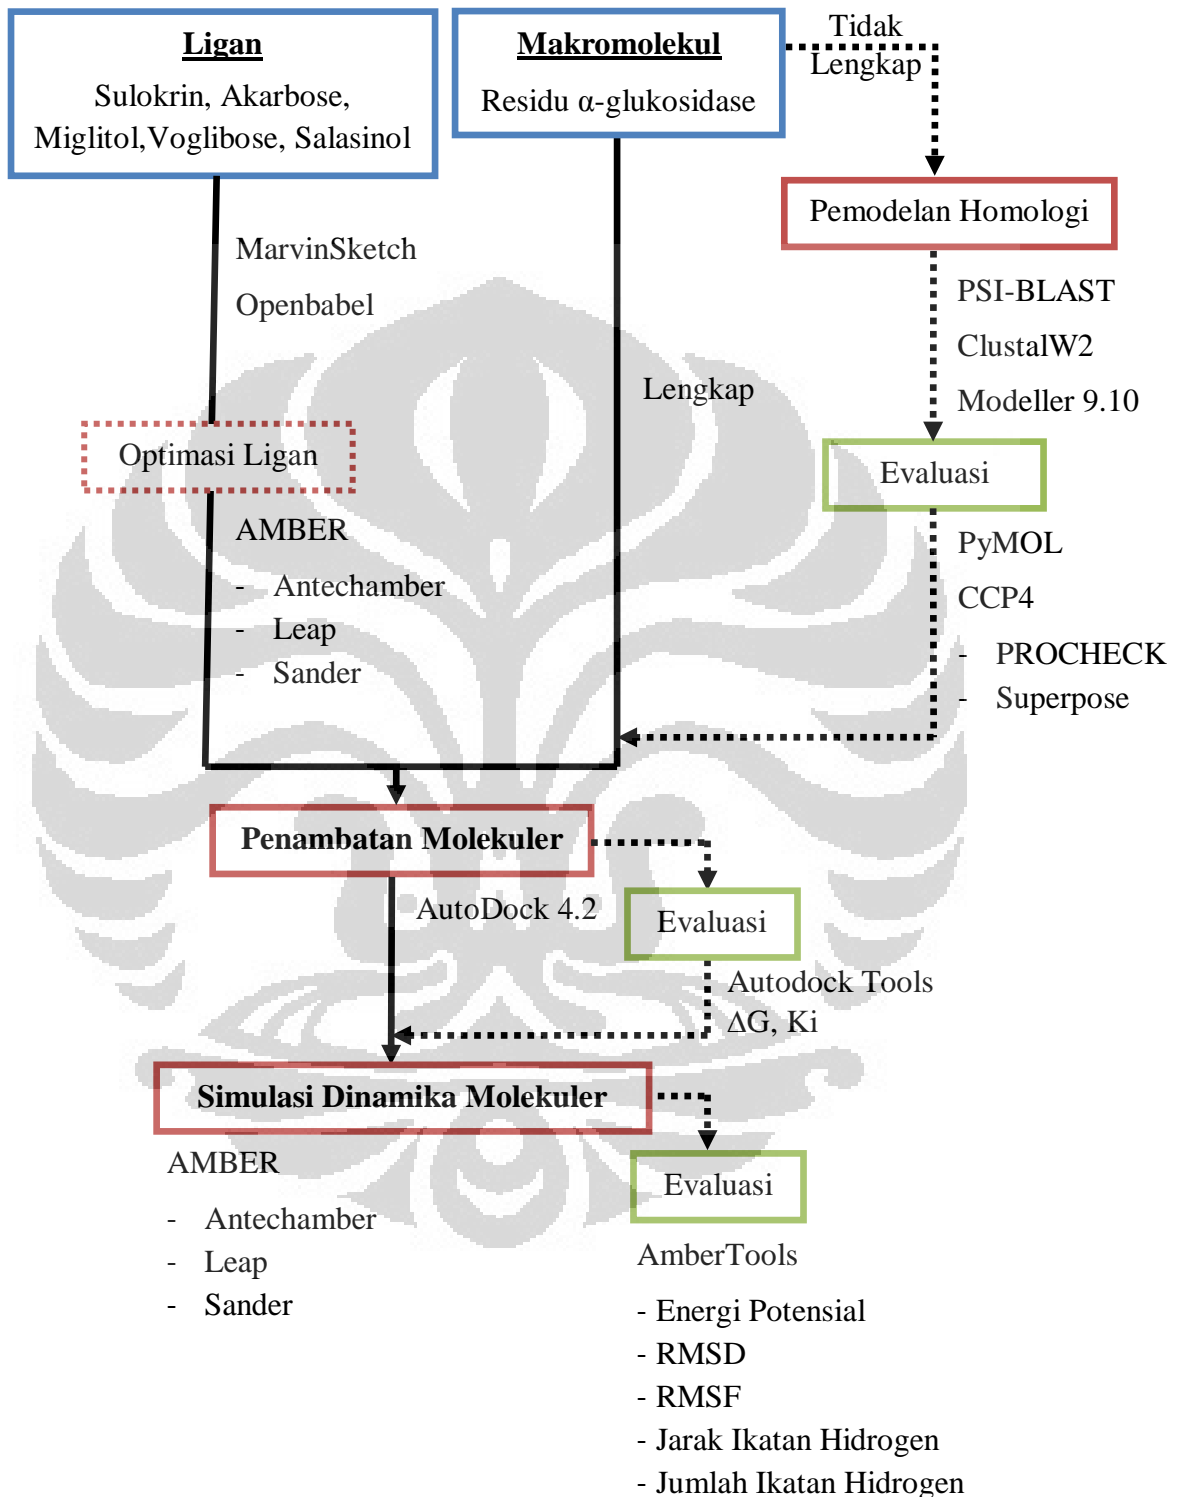 Ligan
Sulokrin, Akarbose,
Miglitol,Voglibose, Salasinol
Makromolekul
Residu α-glukosidase
Tidak
Lengkap
Pemodelan Homologi
MarvinSketch
Openbabel
PSI-BLAST
ClustalW2
Modeller 9.10
Lengkap
Optimasi Ligan
Evaluasi
AMBER
- Antechamber
- Leap
- Sander
PyMOL
CCP4
- PROCHECK
- Superpose
Penambatan Molekuler
AutoDock 4.2
Evaluasi
Autodock Tools
ΔG, Ki
Simulasi Dinamika Molekuler
AMBER
- Antechamber
- Leap
- Sander
Evaluasi
AmberTools
- Energi Potensial
- RMSD
- RMSF
- Jarak Ikatan Hidrogen
- Jumlah Ikatan Hidrogen